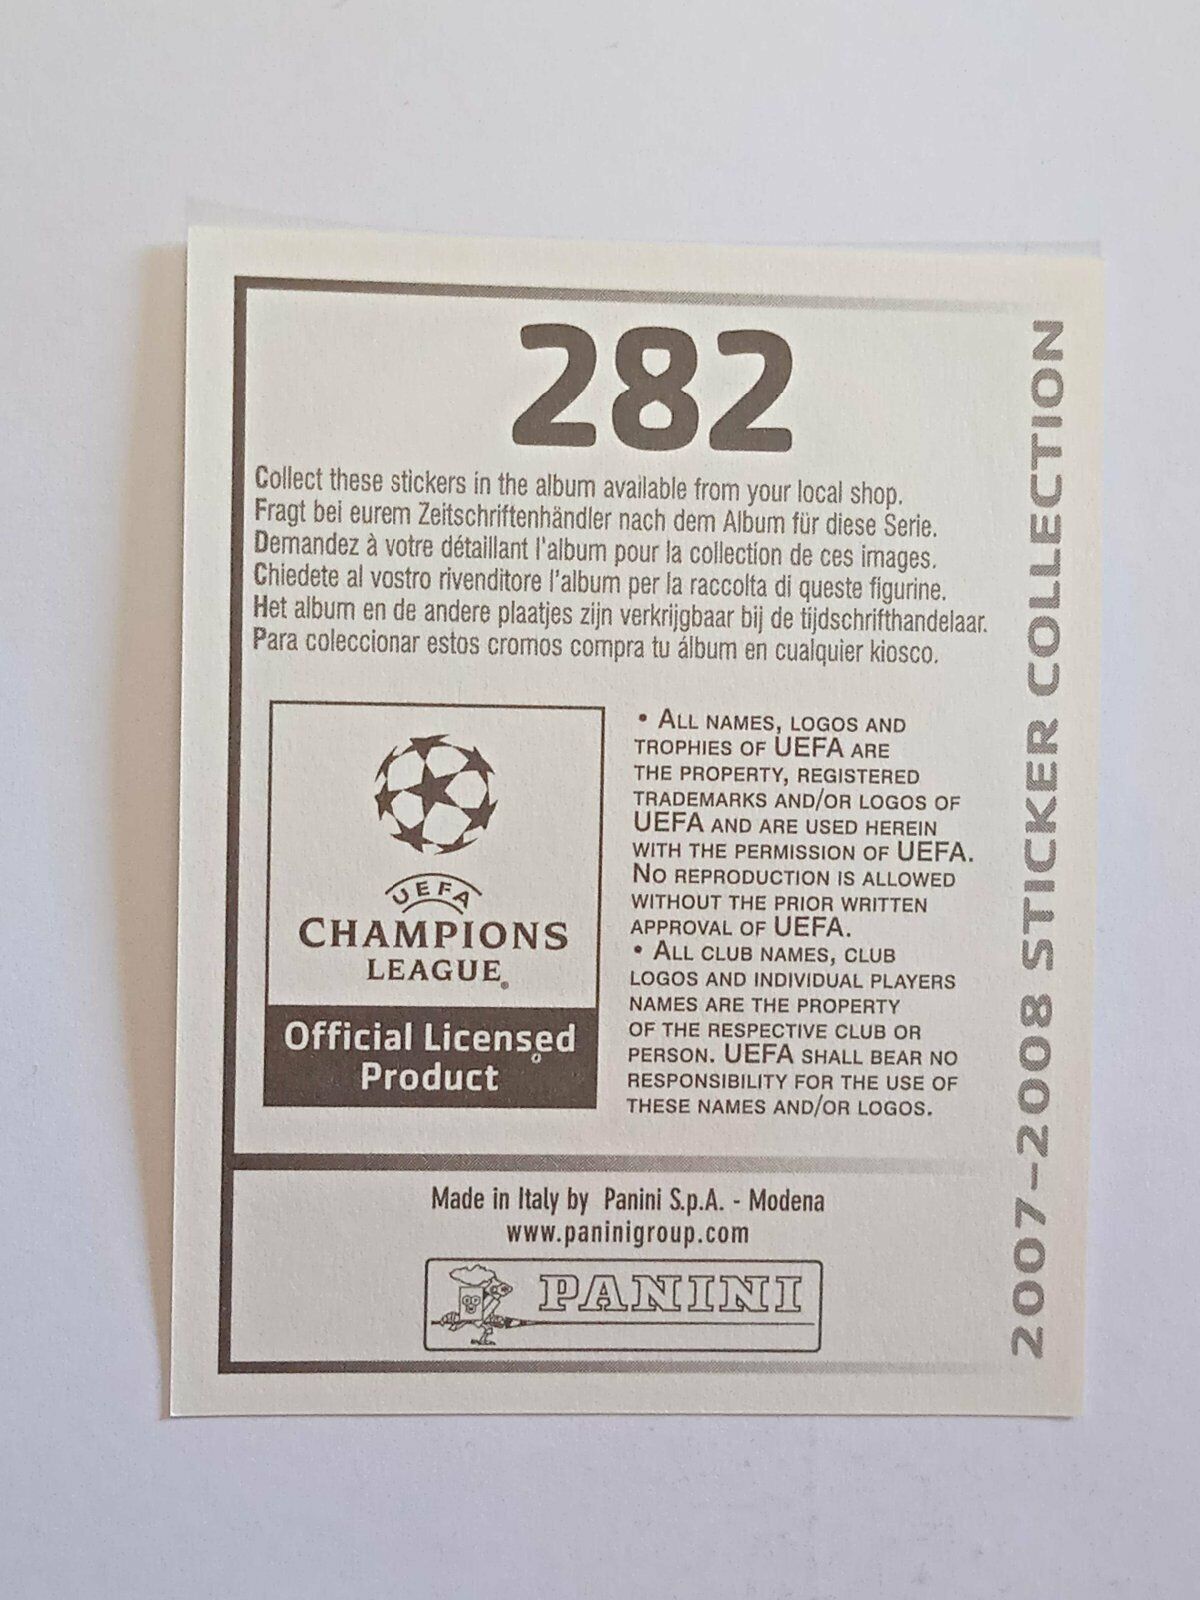 282
Collect these stickers in the album available from your local shop.
Fragt bei eurem Zeitschriftenhändler nach dem Album für diese Serie.
Demandez à votre détaillant l'album pour la collection de ces images.
Chiedete al vostro rivenditore l'album per la raccolta di queste figurine.
Het album en de andere plaatjes zijn verkrijgbaar bij de tijdschrifthandelaar.
Para coleccionar estos cromos compra tu álbum en cualquier kiosco.
UEFA
CHAMPIONS
LEAGUE®
Official Licensed
Product
• ALL NAMES, LOGOS AND
TROPHIES OF UEFA ARE
THE PROPERTY, REGISTERED
TRADEMARKS AND/OR LOGOS OF
UEFA AND ARE USED HEREIN
WITH THE PERMISSION OF UEFA.
NO REPRODUCTION IS ALLOWED
WITHOUT THE PRIOR WRITTEN
APPROVAL OF UEFA.
• ALL CLUB NAMES, CLUB
LOGOS AND INDIVIDUAL PLAYERS
NAMES ARE THE PROPERTY
OF THE RESPECTIVE CLUB OR
PERSON. UEFA SHALL BEAR NO
RESPONSIBILITY FOR THE USE OF
THESE NAMES AND/OR LOGOS.
Made in Italy by Panini S.p.A. - Modena
www.paninigroup.com
PANINI
2007-2008 STICKER COLLECTION